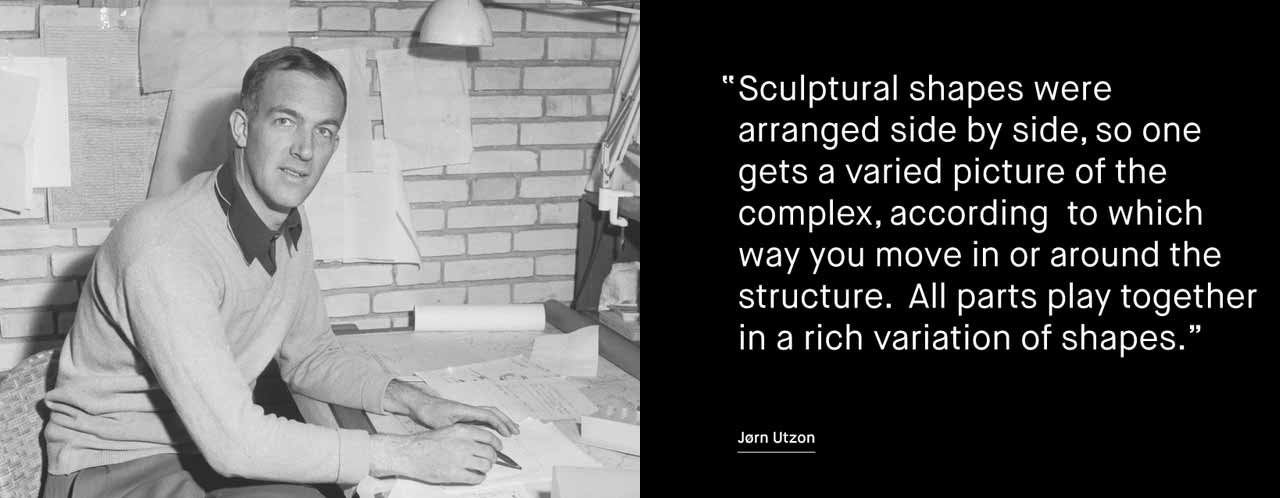 “Sculptural shapes were
arranged side by side, so one
gets a varied picture of the
complex, according  to which
way you move in or around the
structure.  All parts play together
in a rich variation of shapes.”
Jørn Utzon